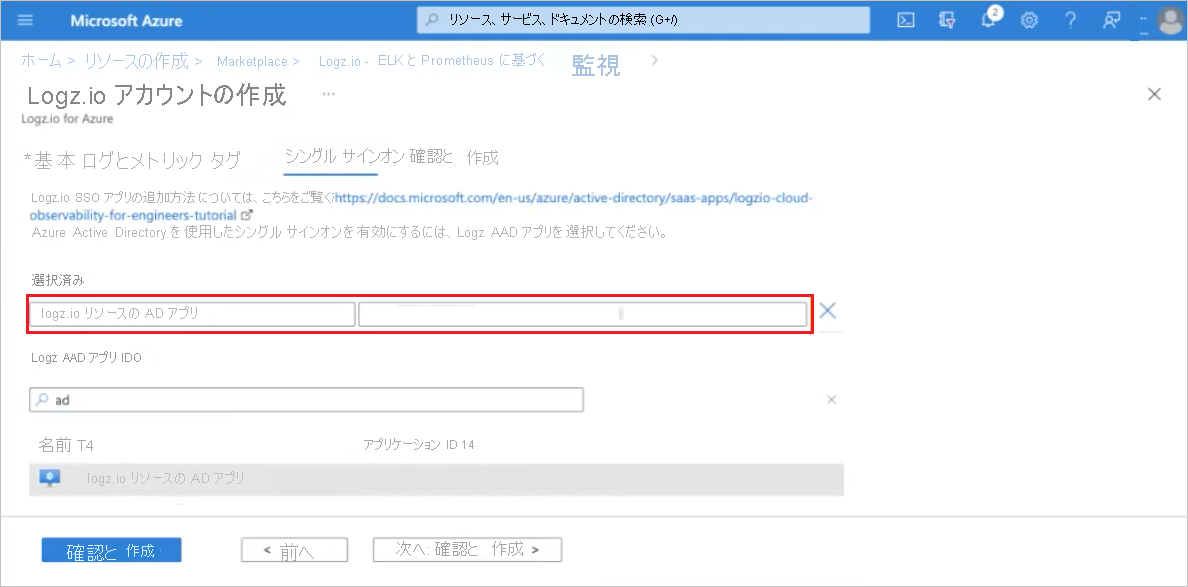 Microsoft Azure リソース、サービス、ドキュメントの検索 (G+/) 2
ホーム > リソースの作成 > Marketplace > Logz.io - ELK と Prometheus に基づく 監視 >
Logz.io アカウントの作成 ...
Logz.io for Azure
*基 本 ログとメトリック タグ シングル サインオン 確認と 作成
Logz.io SSO アプリの追加方法 については、こちらをご覧く https://docs.microsoft.com/en-us/azure/active-directory/saas-apps/logzio-cloud-
observability-for-engineers-tutorial
Azure Active Directory を 使用したシングル サインオンを 有効にするには、Logz AAD アプリを 選択してください。
選択済み
logz.io リソースの AD アプリ
Logz AAD アプリ IDO
ad
名前 T4 アプリケーション ID 14
logz.io リソースの AD アプリ
確認と 作成 < 前へ 次へ: 確認と 作成 >